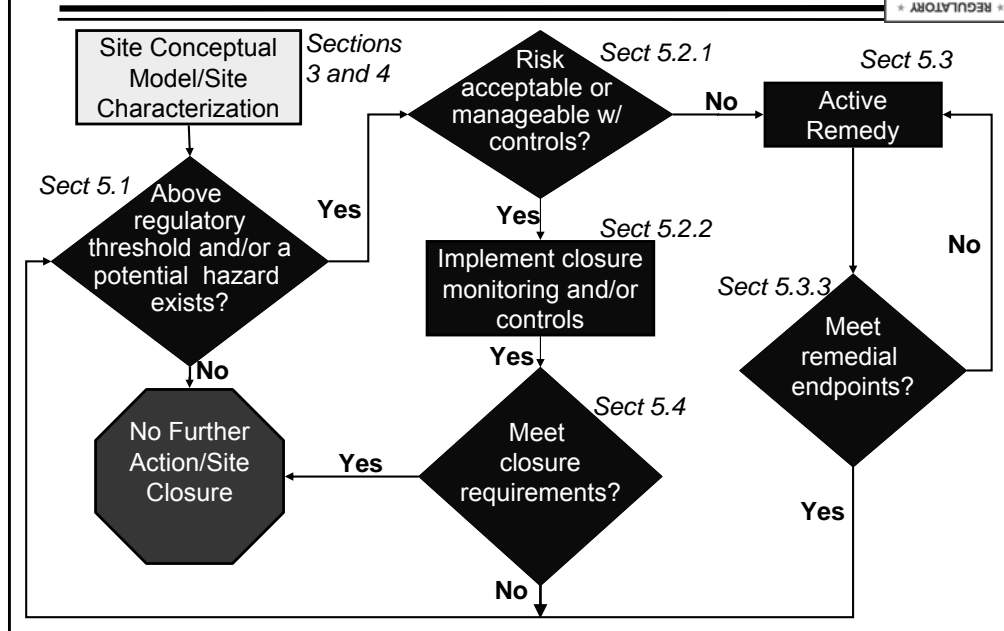 * REGULATORY *
Site Conceptual
Model/Site
Characterization
Sections
3 and 4
Sect 5.1
Above
regulatory
threshold and/or a
potential hazard
exists?
Yes
No
No Further
Action/Site
Closure
Risk
acceptable or
manageable w/
controls?
Sect 5.2.1
No
Yes
Sect 5.2.2
Implement closure
monitoring and/or
controls
Yes
Sect 5.4
Meet
closure
requirements?
Yes
No
Sect 5.3
Active
Remedy
Sect 5.3.3
Meet
remedial
endpoints?
No
Yes